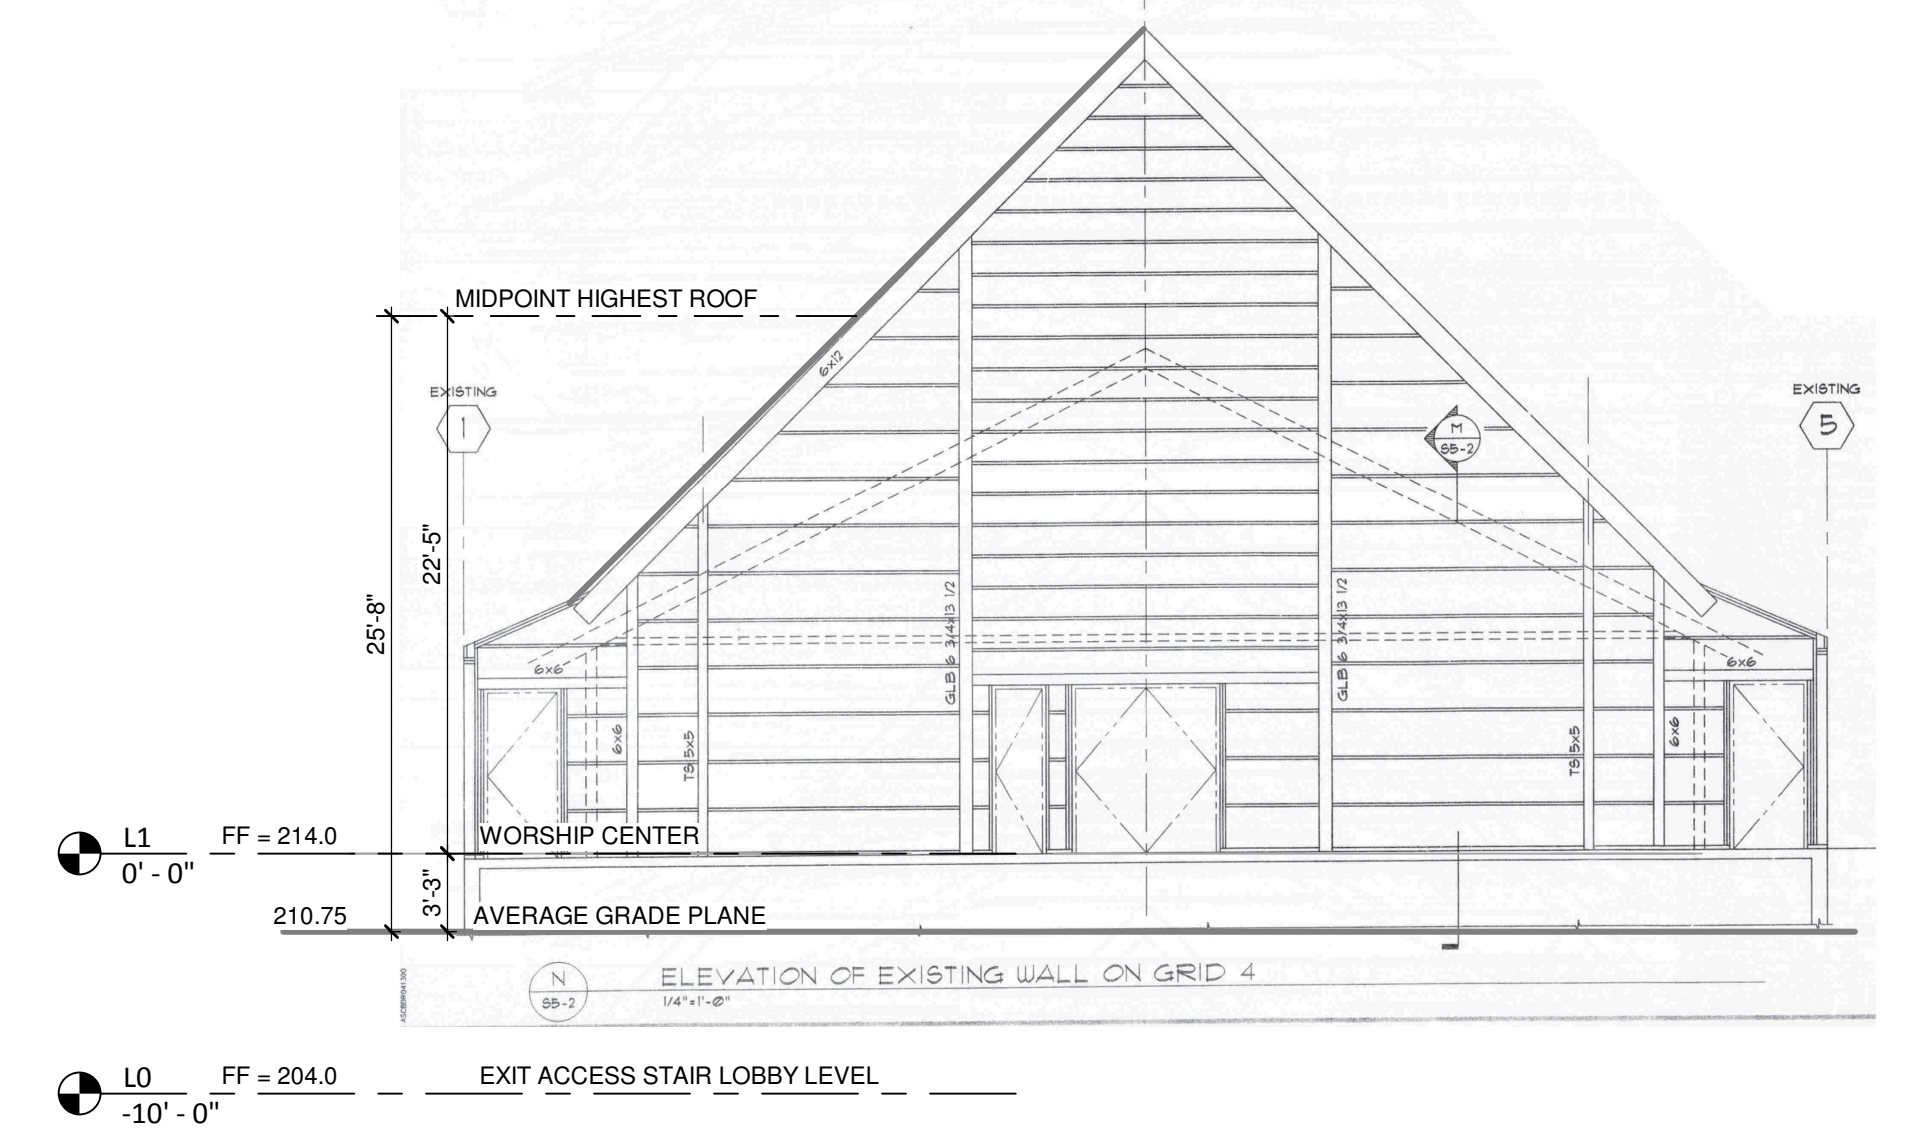 MIDPOINT HIGHEST ROOF
6x12
EXISTING
1
EXISTING
5
M
S5-2
22'-5"
25'-8"
GLB 6 3/4x13 1/2
GLB 6 3/4x13 1/2
6x6
6x6
6x6
TS 5x5
TS 5x5
6x6
L1
FF = 214.0
WORSHIP CENTER
0' - 0"
3'-3"
210.75
AVERAGE GRADE PLANE
N
S5-2
ELEVATION OF EXISTING WALL ON GRID 4
1/4"=1'-0"
ASCBDR041300
L0
FF = 204.0
EXIT ACCESS STAIR LOBBY LEVEL
-10' - 0"